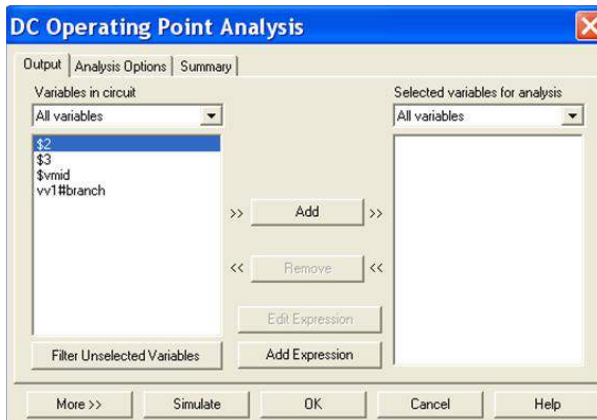 DC Operating Point Analysis
Output Analysis Options Summary
Variables in circuit
Selected variables for analysis
All variables
All variables
$2
$3
$vmid
vv1#branch
>> Add >>
<< Remove <<
Edit Expression
Filter Unselected Variables
Add Expression
More >> Simulate OK Cancel Help